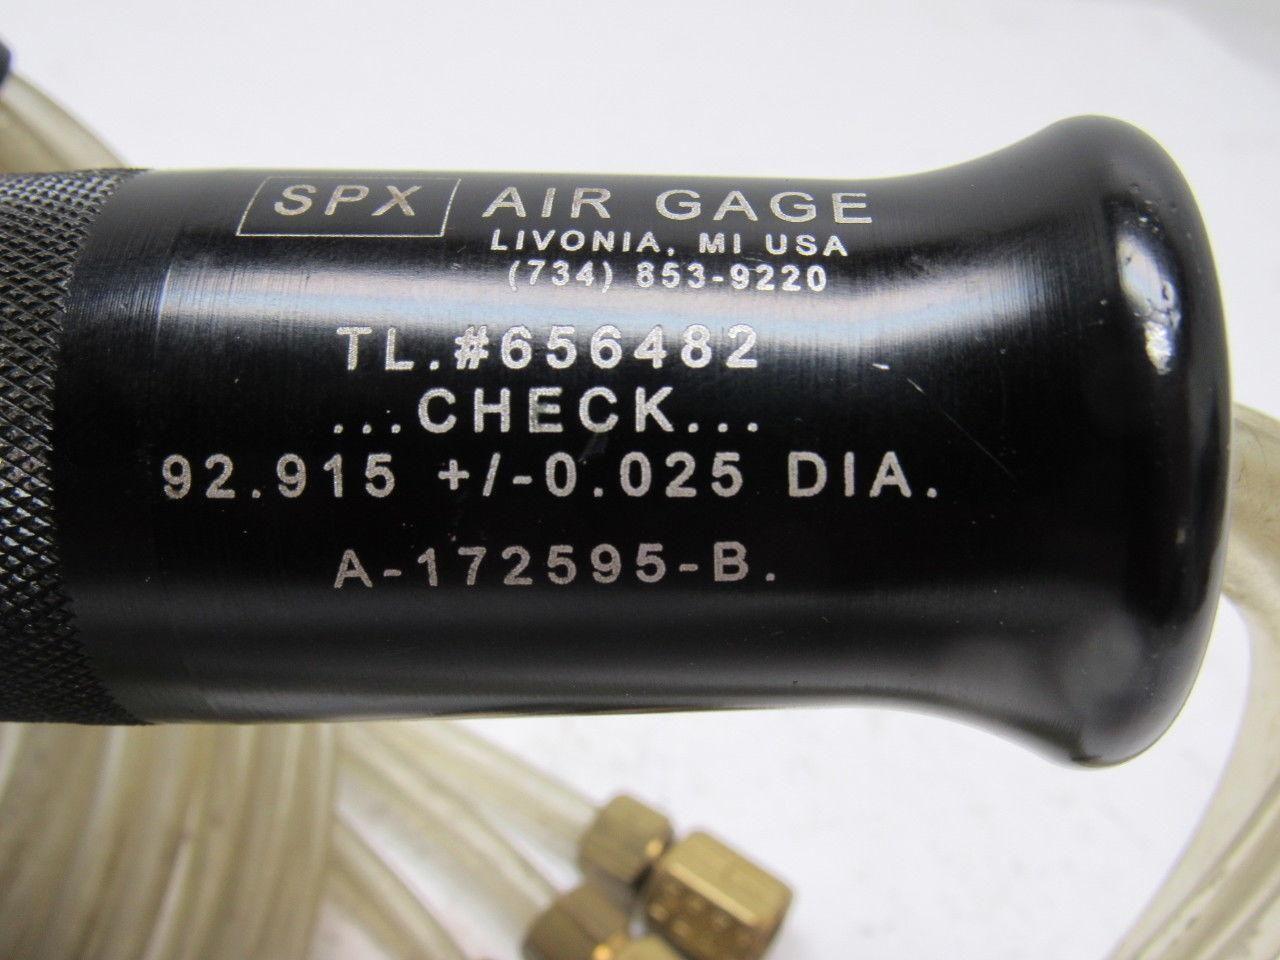 SPX AIR GAGE
LIVONIA, MI USA
(734) 853-9220
TL.#656482
...CHECK...
92.915 +/-0.025 DIA.
A-172595-B.